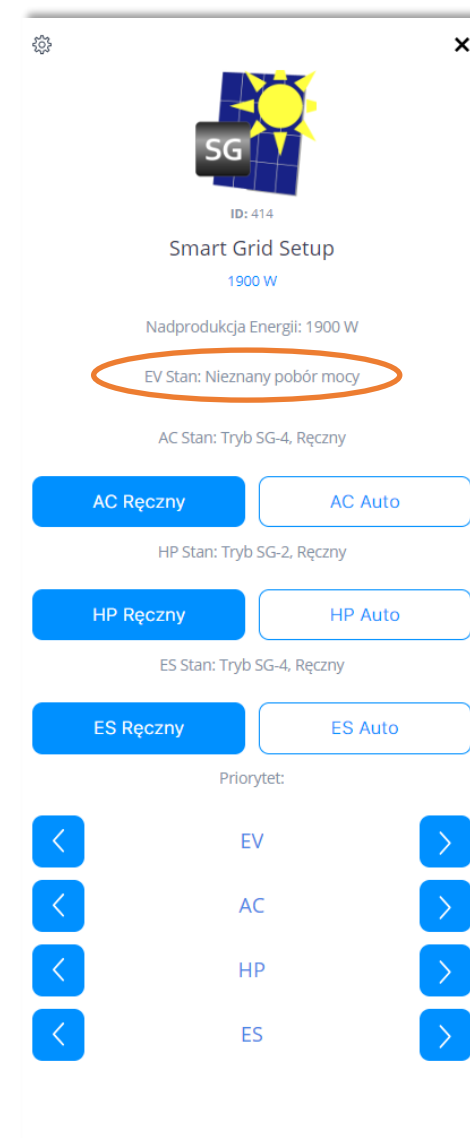 SG
ID: 414
Smart Grid Setup
1900 W
Nadprodukcja Energii: 1900 W
EV Stan: Nieznany pobór mocy
AC Stan: Tryb SG-4, Ręczny
AC Ręczny AC Auto
HP Stan: Tryb SG-2, Ręczny
HP Ręczny HP Auto
ES Stan: Tryb SG-4, Ręczny
ES Ręczny ES Auto
Priorytet:
EV
AC
HP
ES